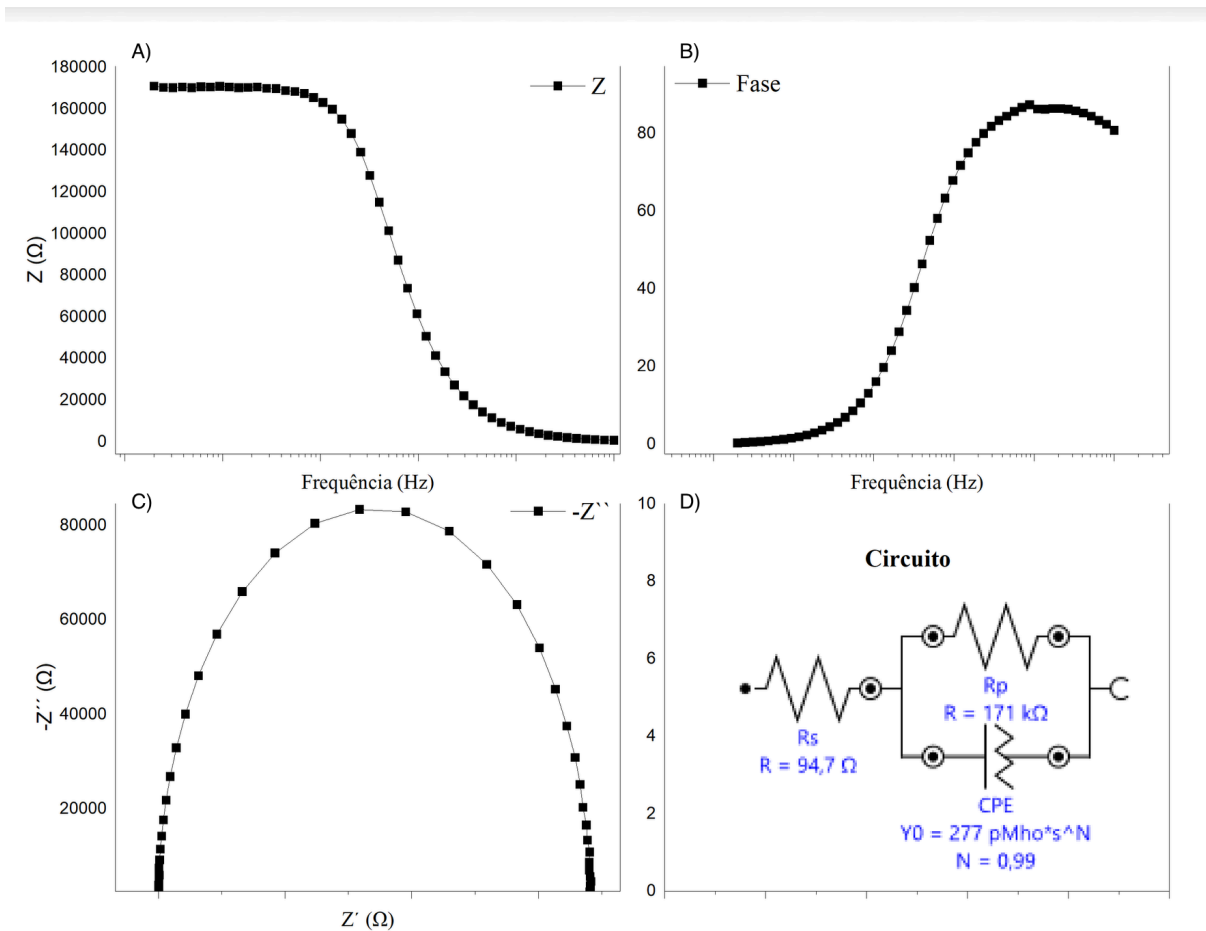 A)
180000
160000
140000
120000
100000
80000
60000
40000
20000
0
Z (Ω)
Z
Frequência (Hz)
B)
80
60
40
20
0
Fase
Frequência (Hz)
C)
80000
60000
40000
20000
-Z´´ (Ω)
-Z``
Z´ (Ω)
D)
10
8
6
4
2
0
Circuito
Rs
R = 94,7 Ω
Rp
R = 171 kΩ
CPE
Y0 = 277 pMho*s^N
N = 0,99